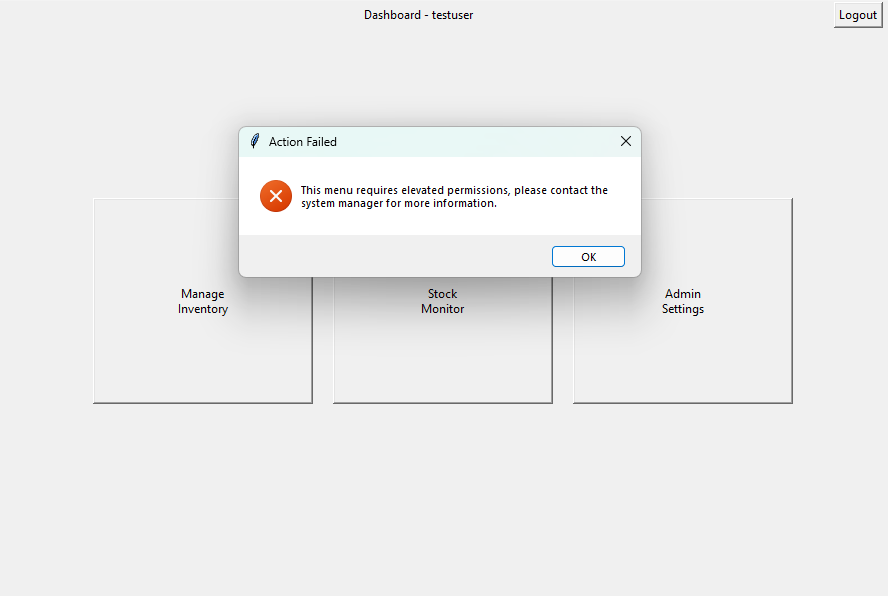 Dashboard - testuser
Logout
Action Failed
This menu requires elevated permissions, please contact the
system manager for more information.
OK
Manage
Inventory
Stock
Monitor
Admin
Settings